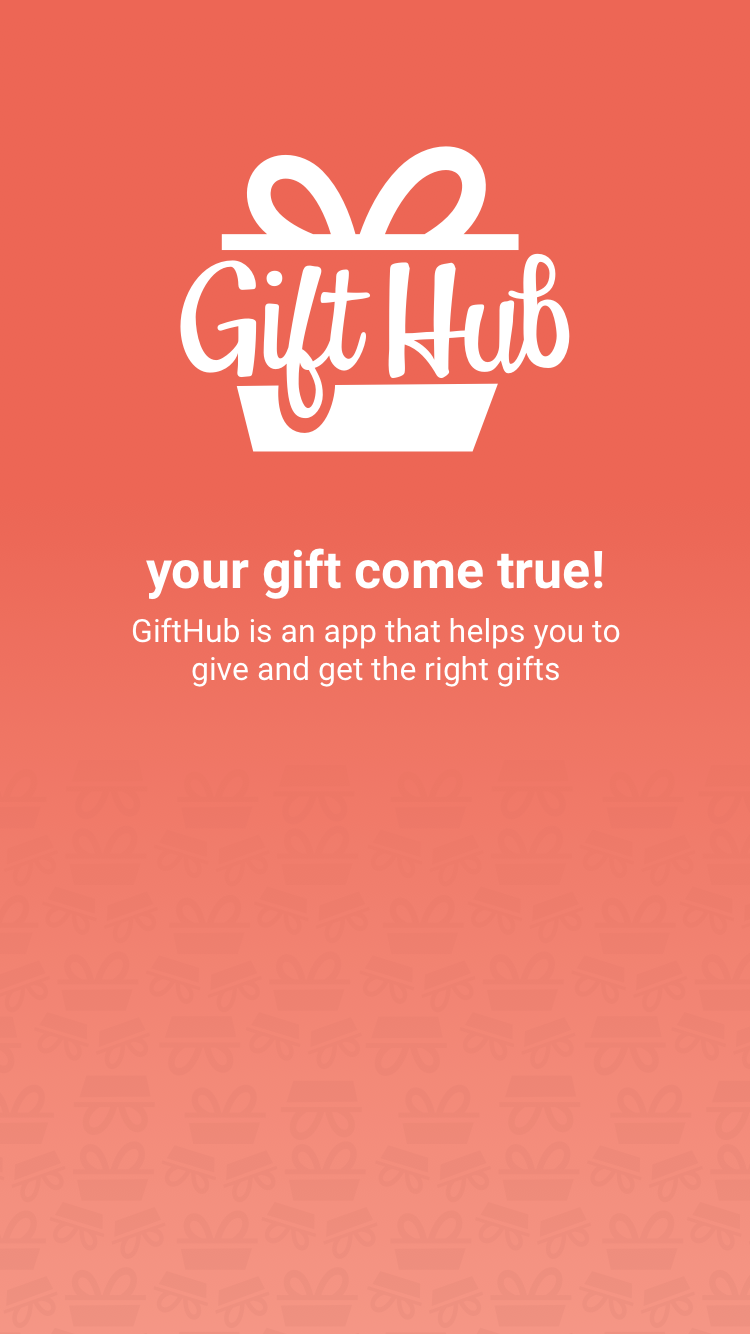 Gift Hub
your gift come true!
GiftHub is an app that helps you to
give and get the right gifts